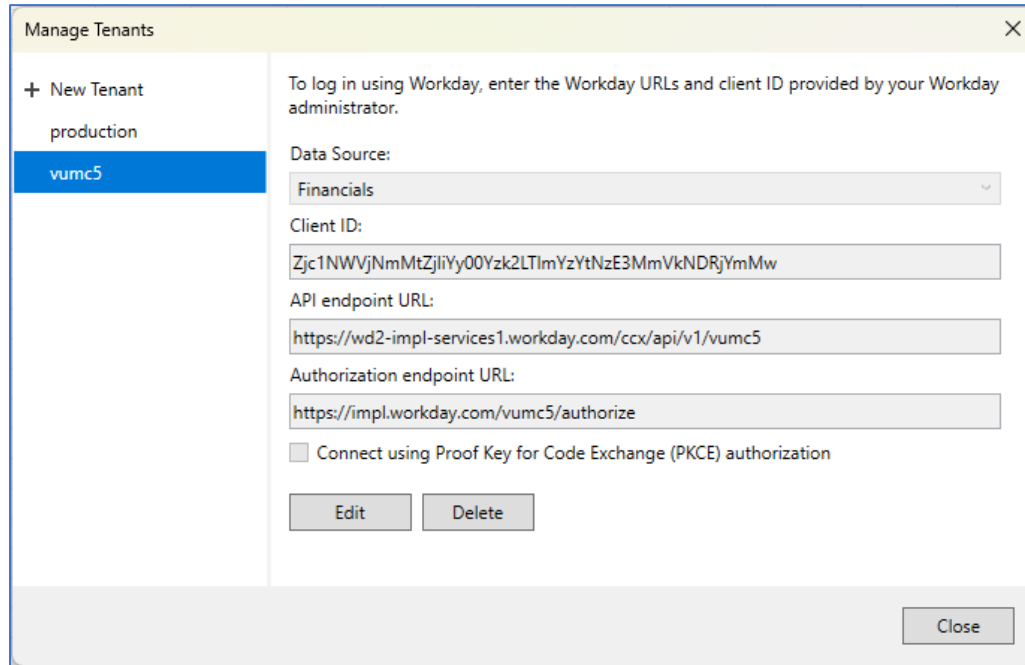 Manage Tenants
+ New Tenant
production
vumc5
To log in using Workday, enter the Workday URLs and client ID provided by your Workday
administrator.
Data Source:
Financials
Client ID:
Zjc1NWVjNmMtZjliYy00Yzk2LTlmYzYtNzE3MmVkNDRjYmMw
API endpoint URL:
https://wd2-impl-services1.workday.com/ccx/api/v1/vumc5
Authorization endpoint URL:
https://impl.workday.com/vumc5/authorize
Connect using Proof Key for Code Exchange (PKCE) authorization
Edit
Delete
Close